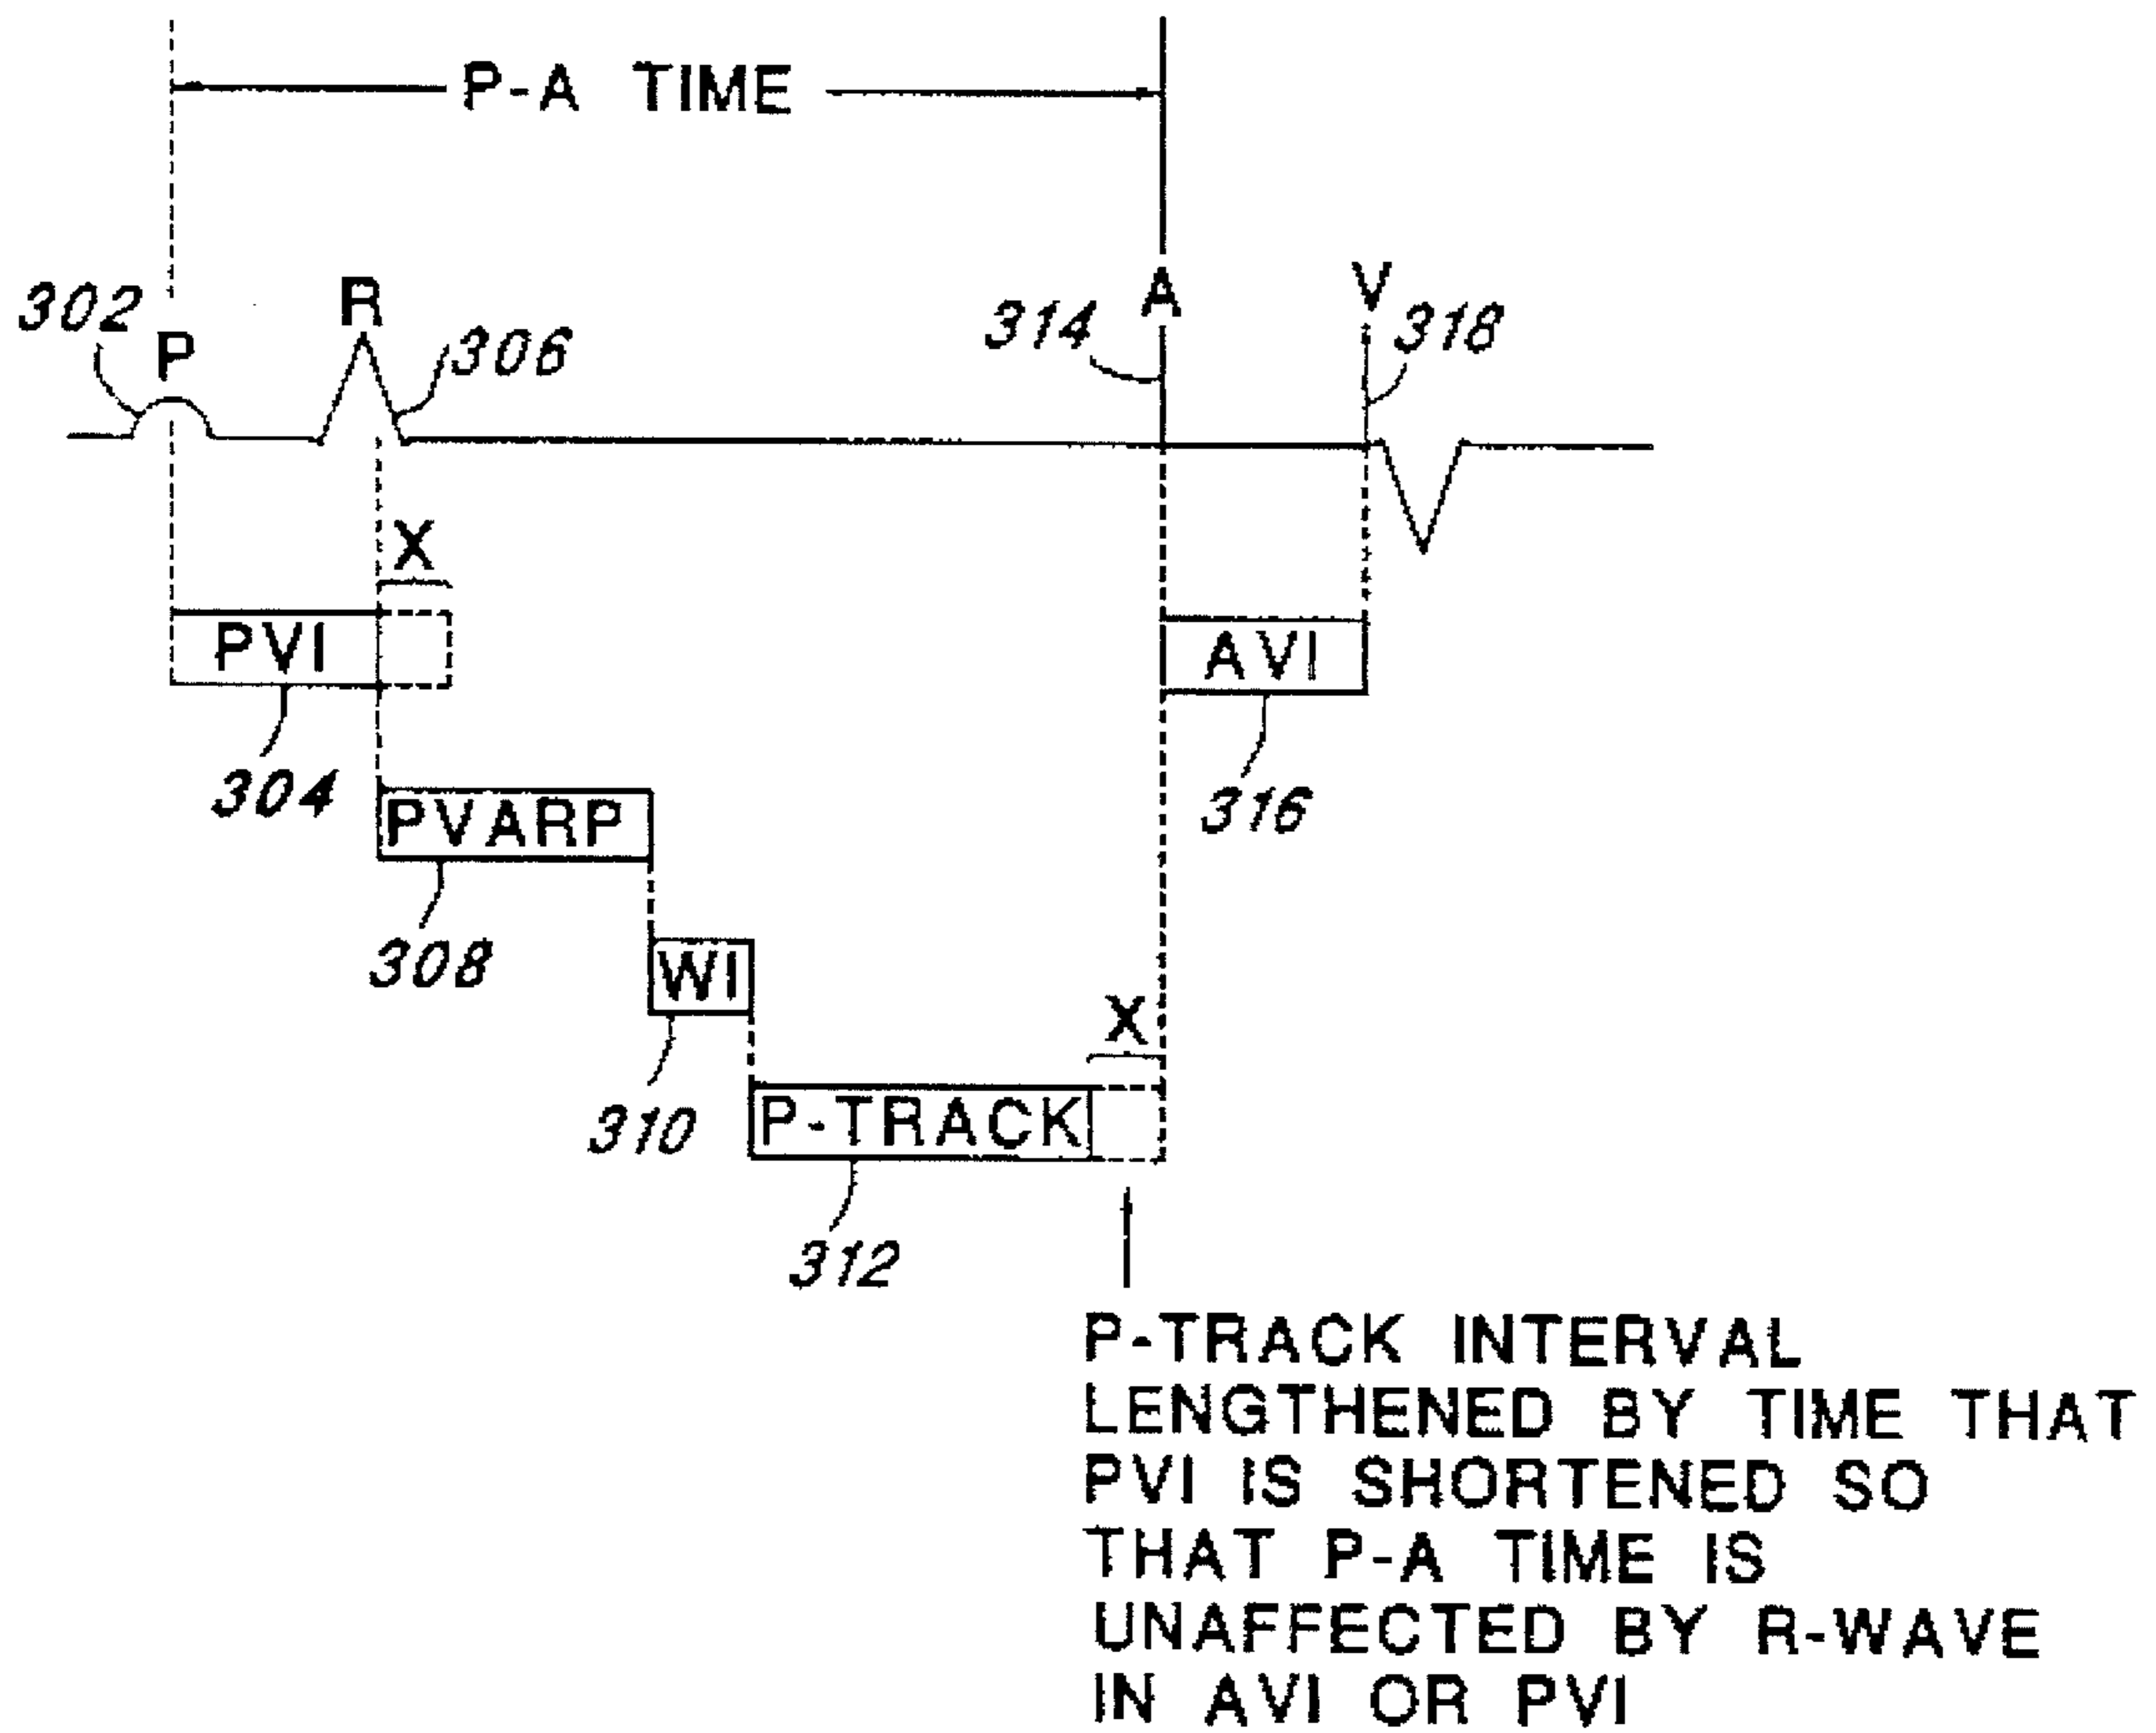 P-A TIME
302
P
R
306
314
A
V
318
X
PVI
304
AVI
316
PVARP
308
WI
310
X
P-TRACK
312
P-TRACK INTERVAL
LENGTHENED BY TIME THAT
PVI IS SHORTENED SO
THAT P-A TIME IS
UNAFFECTED BY R-WAVE
IN AVI OR PVI